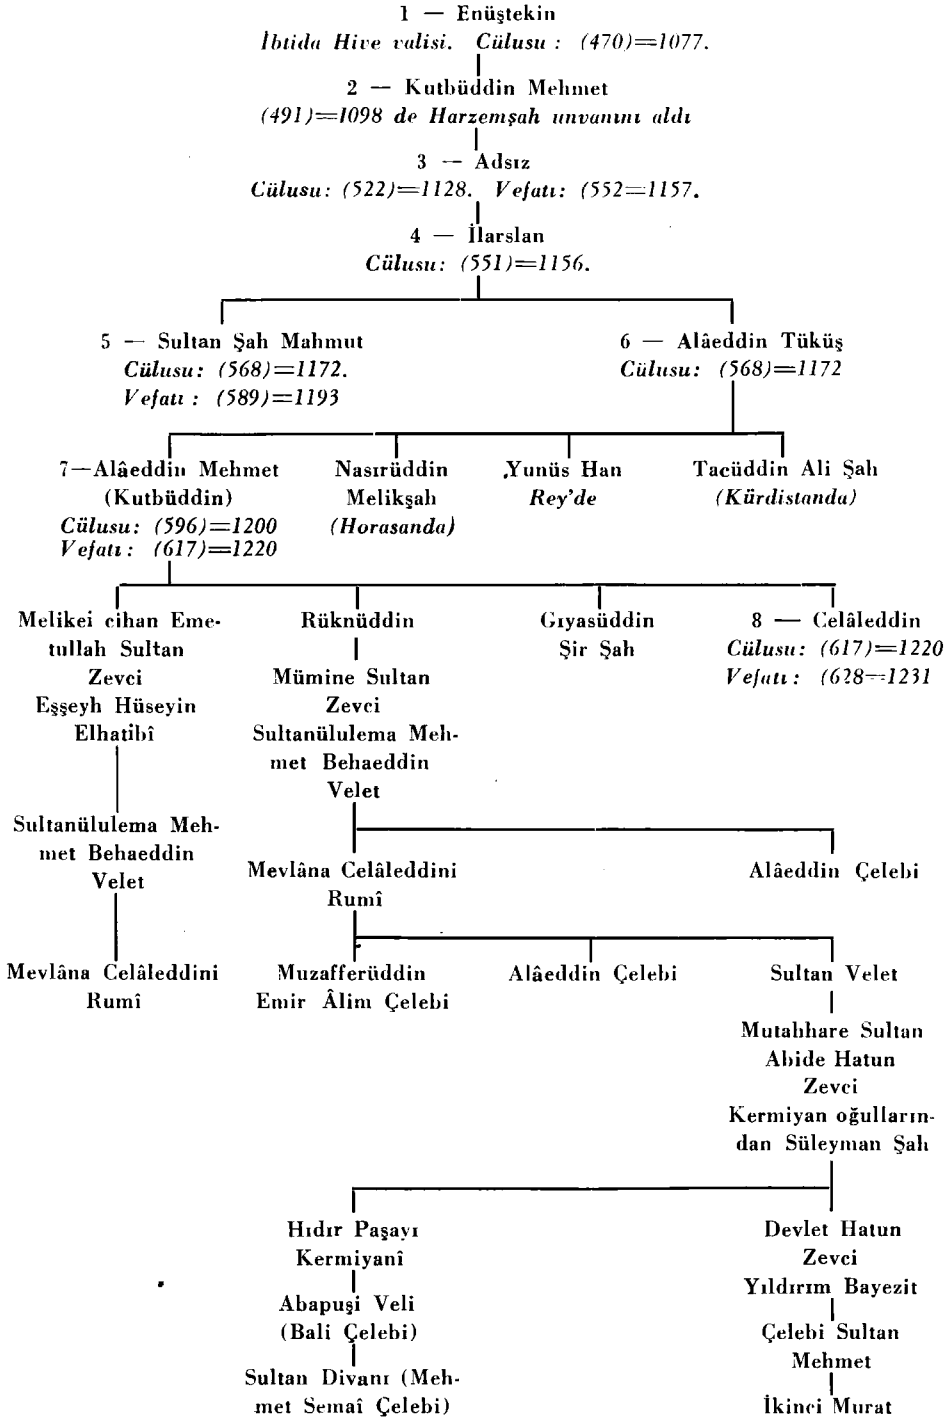 1 — Enüştekin
İbtida Hive valisi. Cülusu : (470)=1077.
2 — Kutbüddin Mehmet
(491)=1098 de Harzemşah unvanını aldı
3 — Adsız
Cülusu: (522)=1128. Vefatı: (552=1157.
4 — İlarslan
Cülusu: (551)=1156.
5 — Sultan Şah Mahmut
Cülusu: (568)=1172.
Vefatı : (589)=1193
6 — Alâeddin Tüküş
Cülusu: (568)=1172
7—Alâeddin Mehmet
(Kutbüddin)
Cülusu: (596)=1200
Vefatı : (617)=1220
Nasırüddin
Melikşah
(Horasanda)
Yunüs Han
Rey'de
Tacüddin Ali Şah
(Kürdistanda)
Melikei cihan Eme-
tullah Sultan
Zevci
Eşşeyh Hüseyin
Elhatibî
Sultanülulema Meh-
met Behaeddin
Velet
Mevlâna Celâleddini
Rumî
Rüknüddin
Mümine Sultan
Zevci
Sultanülulema Meh-
met Behaeddin
Velet
Gıyasüddin
Şir Şah
8 — Celâleddin
Cülusu: (617)=1220
Vefatı : (628=1231
Mevlâna Celâleddini
Rumî
Alâeddin Çelebi
Muzafferüddin
Emir Âlim Çelebi
Alâeddin Çelebi
Sultan Velet
Mutahhare Sultan
Abide Hatun
Zevci
Kermiyan oğulların-
dan Süleyman Şah
Hıdır Paşayı
Kermiyanî
Abapuşi Veli
(Bali Çelebi)
Sultan Divanı (Meh-
met Semaî Çelebi)
Devlet Hatun
Zevci
Yıldırım Bayezit
Çelebi Sultan
Mehmet
İkinci Murat